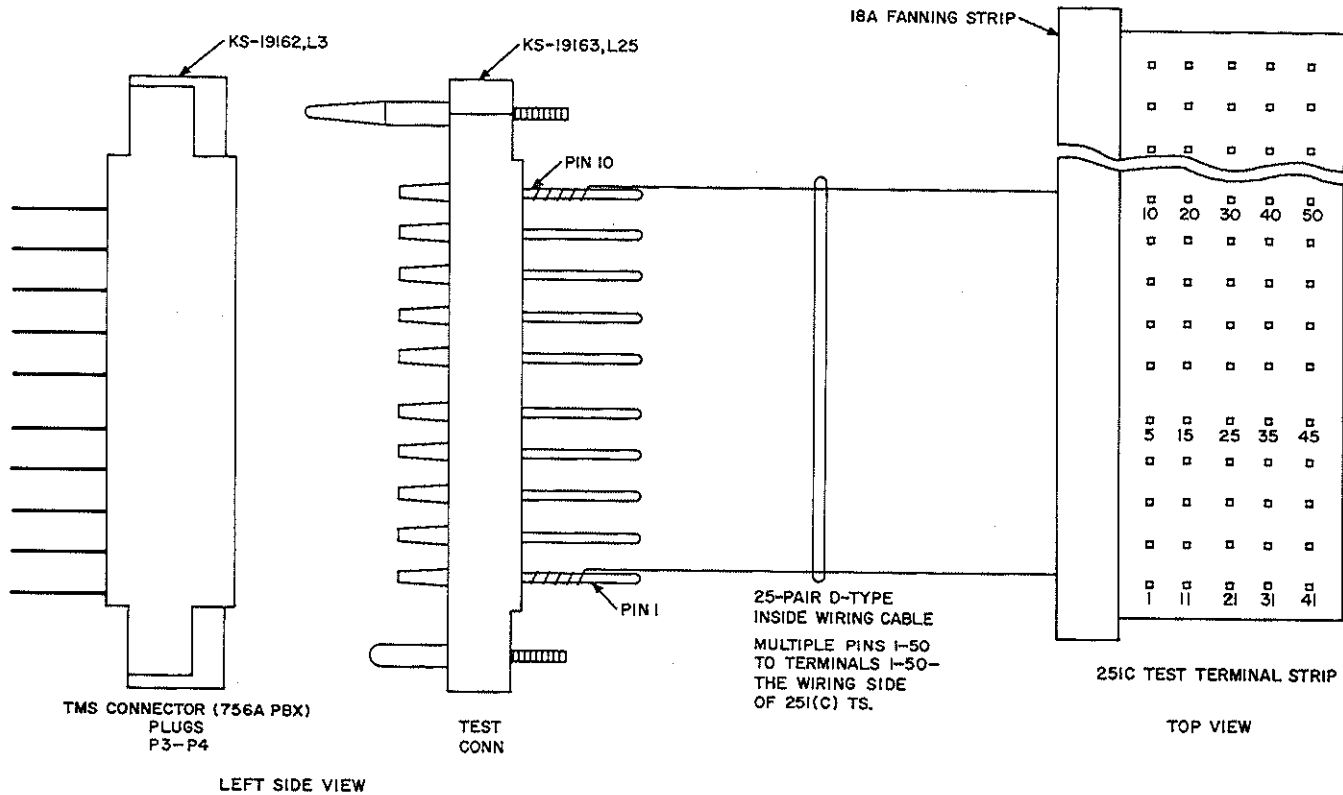 18A FANNING STRIP
KS-19162,L3
KS-19163,L25
PIN 10
10 20 30 40 50
5 15 25 35 45
PIN 1
1 11 21 31 41
25-PAIR D-TYPE
INSIDE WIRING CABLE
MULTIPLE PINS 1-50
TO TERMINALS 1-50-
THE WIRING SIDE
OF 251(C) TS.
251C TEST TERMINAL STRIP
TOP VIEW
TMS CONNECTOR (756A PBX)
PLUGS
P3-P4
TEST
CONN
LEFT SIDE VIEW